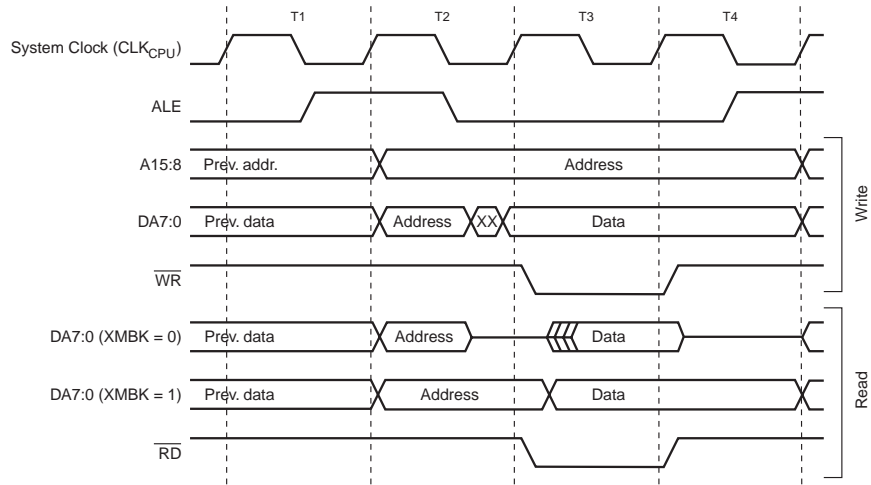 T1 T2 T3 T4
System Clock (CLKCPU)
ALE
A15:8 Prev. addr. Address
DA7:0 Prev. data Address XX Data
WR
Write
DA7:0 (XMBK = 0) Prev. data Address Data
DA7:0 (XMBK = 1) Prev. data Address Data
RD
Read